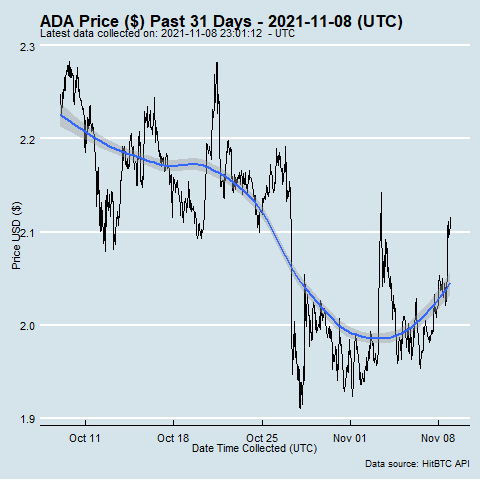 ADA Price ($) Past 31 Days - 2021-11-08 (UTC)
Latest data collected on: 2021-11-08 23:01:12  - UTC
2.3
2.2
2.1
2.0
1.9
Price USD ($)
Oct 11
Oct 18
Oct 25
Nov 01
Nov 08
Date Time Collected (UTC)
Data source: HitBTC API